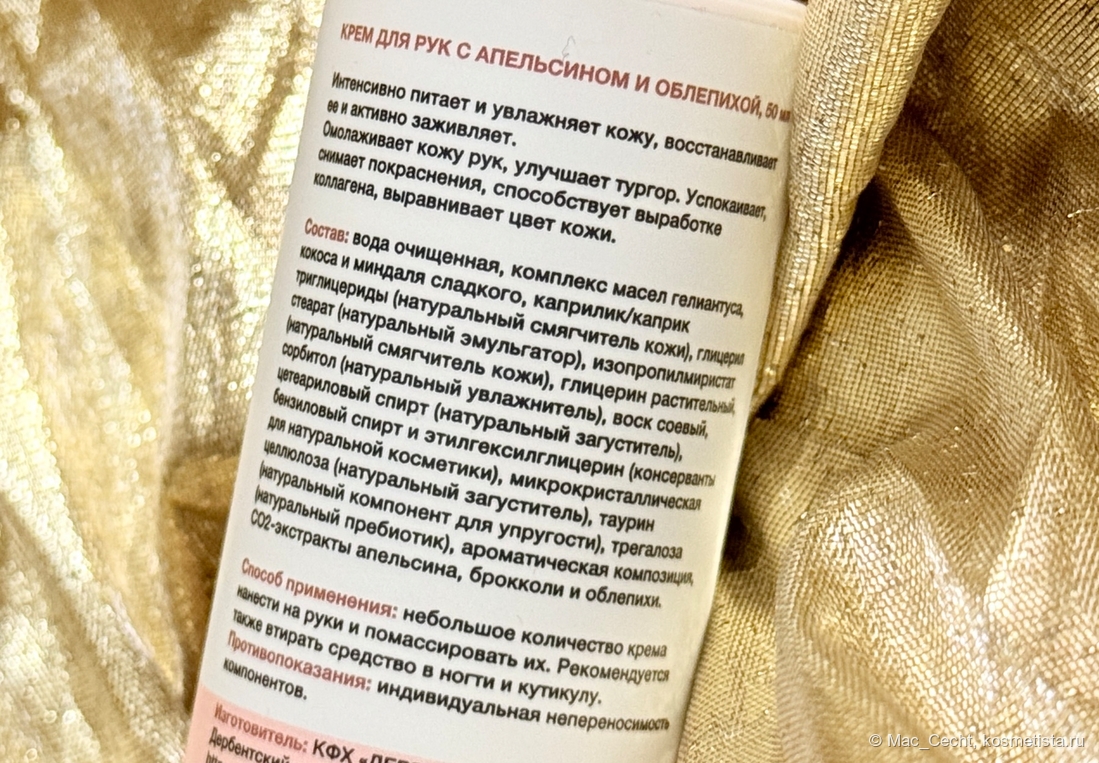 КРЕМ ДЛЯ РУК С АПЕЛЬСИНОМ И ОБЛЕПИХОЙ, 50 мл
Интенсивно питает и увлажняет кожу, восстанавливает
ее и активно заживляет.
Омолаживает кожу рук, улучшает тургор. Успокаивает,
снимает покраснения, способствует выработке
коллагена, выравнивает цвет кожи.
Состав: вода очищенная, комплекс масел гелиантуса,
кокоса и миндаля сладкого, каприлик/каприк
триглицериды (натуральный смягчитель кожи), глицерил
стеарат (натуральный эмульгатор), изопропилмиристат
(натуральный смягчитель кожи), глицерин растительный,
сорбитол (натуральный увлажнитель), воск соевый,
цетеариловый спирт (натуральный загуститель),
бензиловый спирт и этилгексилглицерин (консерванты
для натуральной косметики), микрокристаллическая
целлюлоза (натуральный загуститель), таурин
(натуральный компонент для упругости), трегалоза
(натуральный пребиотик), ароматическая композиция,
СО2-экстракты апельсина, брокколи и облепихи.
Способ применения: небольшое количество крема
нанести на руки и помассировать их. Рекомендуется
также втирать средство в ногти и кутикулу.
Противопоказания: индивидуальная непереносимость
компонентов.
Изготовитель: КФХ
Дербентский
© Mac_Cecht, kosmetista.ru